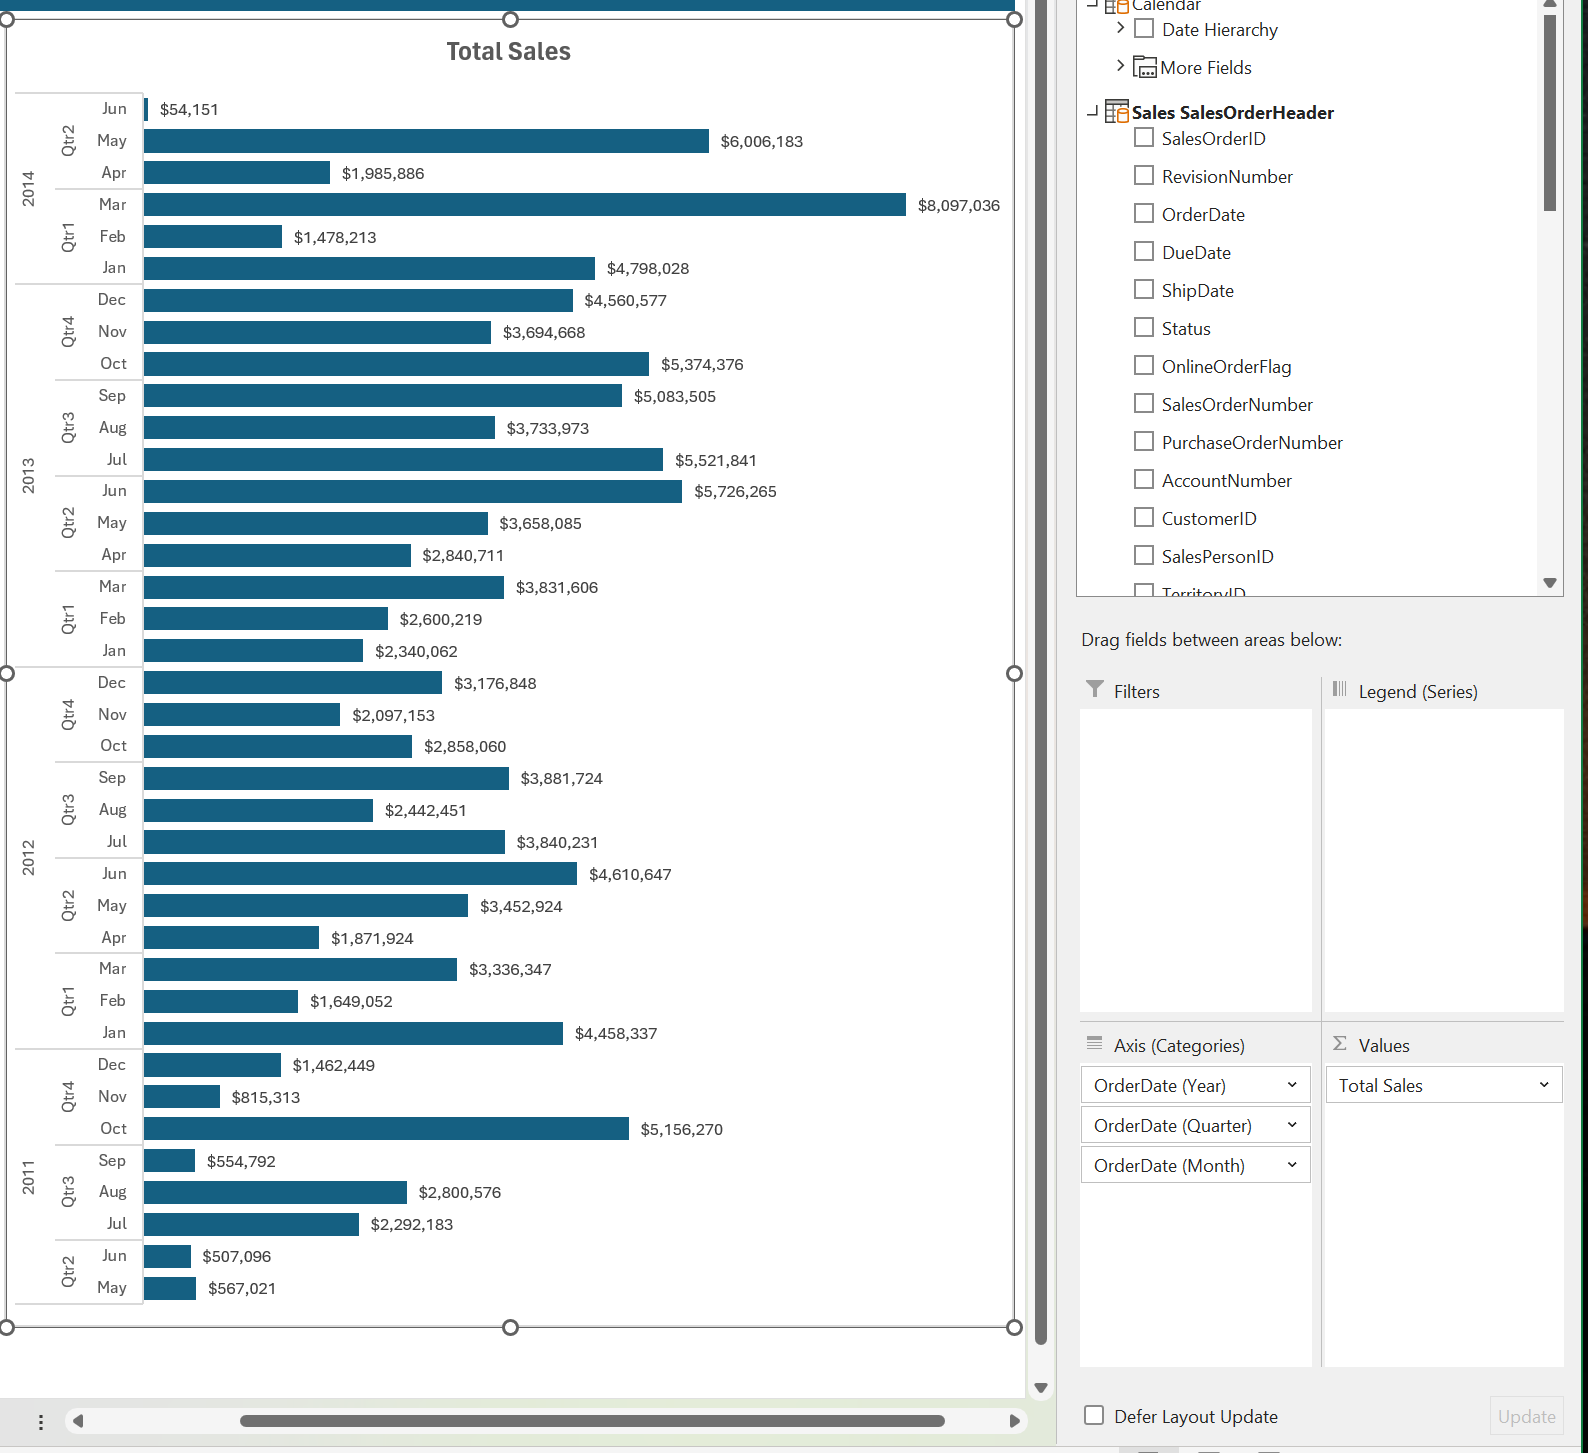 Total Sales
2014
Qtr2
Jun $54,151
May $6,006,183
Apr $1,985,886
Qtr1
Mar $8,097,036
Feb $1,478,213
Jan $4,798,028
2013
Qtr4
Dec $4,560,577
Nov $3,694,668
Oct $5,374,376
Qtr3
Sep $5,083,505
Aug $3,733,973
Jul $5,521,841
Qtr2
Jun $5,726,265
May $3,658,085
Apr $2,840,711
Qtr1
Mar $3,831,606
Feb $2,600,219
Jan $2,340,062
2012
Qtr4
Dec $3,176,848
Nov $2,097,153
Oct $2,858,060
Qtr3
Sep $3,881,724
Aug $2,442,451
Jul $3,840,231
Qtr2
Jun $4,610,647
May $3,452,924
Apr $1,871,924
Qtr1
Mar $3,336,347
Feb $1,649,052
Jan $4,458,337
2011
Qtr4
Dec $1,462,449
Nov $815,313
Oct $5,156,270
Qtr3
Sep $554,792
Aug $2,800,576
Jul $2,292,183
Qtr2
Jun $507,096
May $567,021
Calendar
Date Hierarchy
More Fields
Sales SalesOrderHeader
SalesOrderID
RevisionNumber
OrderDate
DueDate
ShipDate
Status
OnlineOrderFlag
SalesOrderNumber
PurchaseOrderNumber
AccountNumber
CustomerID
SalesPersonID
TerritoryID
Drag fields between areas below:
Filters
Legend (Series)
Axis (Categories)
OrderDate (Year)
OrderDate (Quarter)
OrderDate (Month)
Σ Values
Total Sales
Defer Layout Update
Update